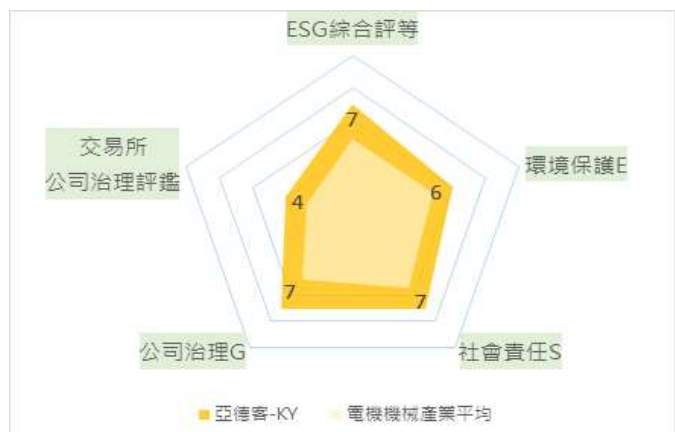 ESG綜合評等
7
交易所
公司治理評鑑
環境保護E
4
6
7
7
公司治理G
社會責任S
亞德客-KY
電機機械產業平均